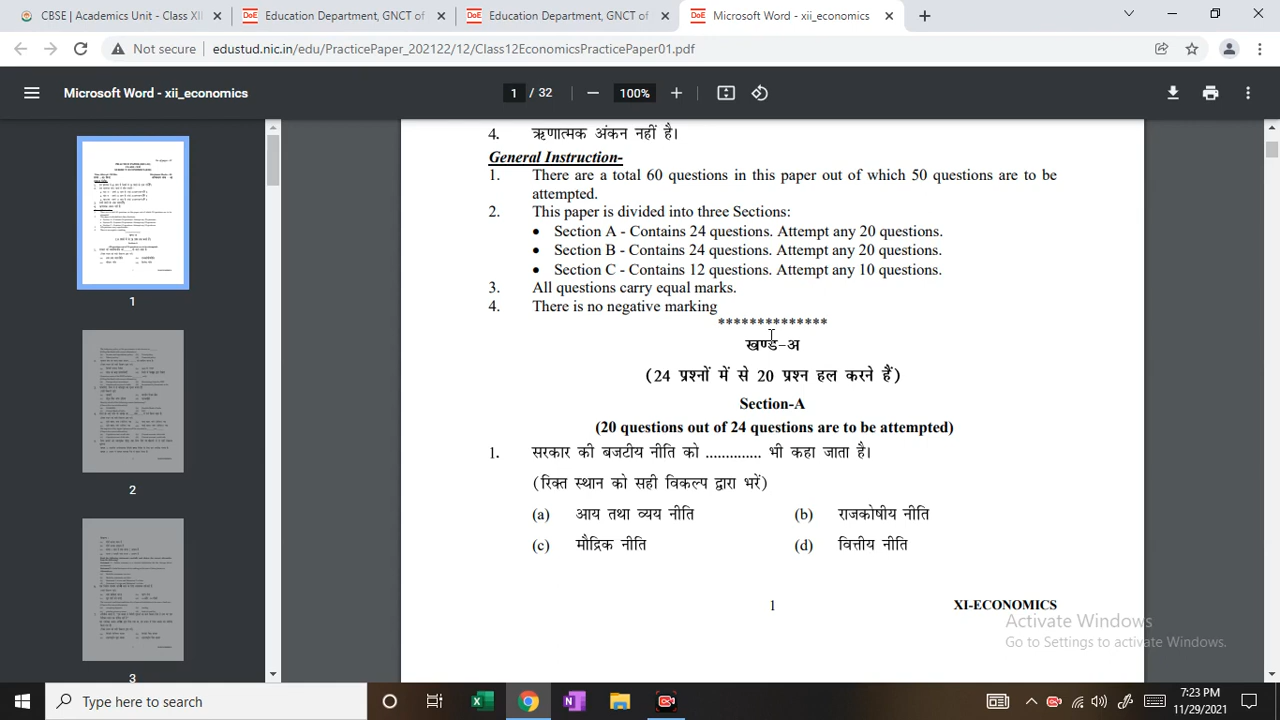 CBSE | Academics Unit - Class XII
DoE Education Department, GNCT of
DoE Education Department, GNCT of
DoE Microsoft Word - xii_economics
Not secure edustud.nic.in/edu/PracticePaper_202122/12/Class12EconomicsPracticePaper01.pdf
Microsoft Word - xii_economics
1 / 32
100%
1
2
3
4. ऋणात्मक अंकन नहीं है।
General Instruction-
1. There are a total 60 questions in this paper out of which 50 questions are to be
2. This paper is divided into three Sections:
• Section A - Contains 24 questions. Attempt any 20 questions.
Section B - Contains 24 questions. Attempt any 20 questions.
• Section C - Contains 12 questions. Attempt any 10 questions.
3. All questions carry equal marks.
4. There is no negative marking
**************
खण्ड-अ
(24 प्रश्नों में से 20 प्रश्न हल करने हैं)
Section-A
(20 questions out of 24 questions are to be attempted)
1. सरकार की बजटीय नीति को .............. भी कहा जाता है।
(रिक्त स्थान को सही विकल्प द्वारा भरें)
(a) आय तथा व्यय नीति (b) राजकोषीय नीति
(c) मौद्रिक नीति (d) वित्तीय नीति
1 XI-ECONOMICS
Activate Windows
Go to Settings to activate Windows.
Type here to search
7:23 PM
11/29/2021